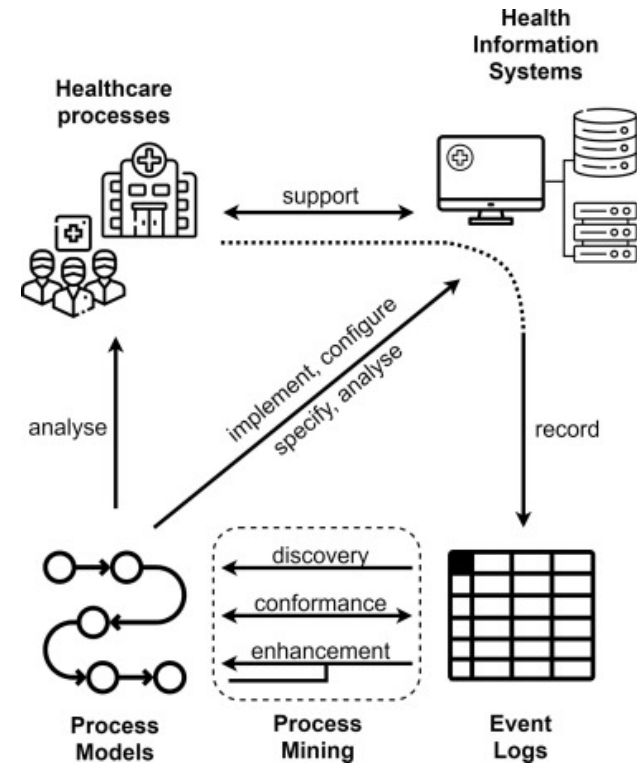 Health
Information
Systems
Healthcare
processes
support
implement, configure
specify, analyse
analyse
record
discovery
conformance
enhancement
Process
Models
Process
Mining
Event
Logs